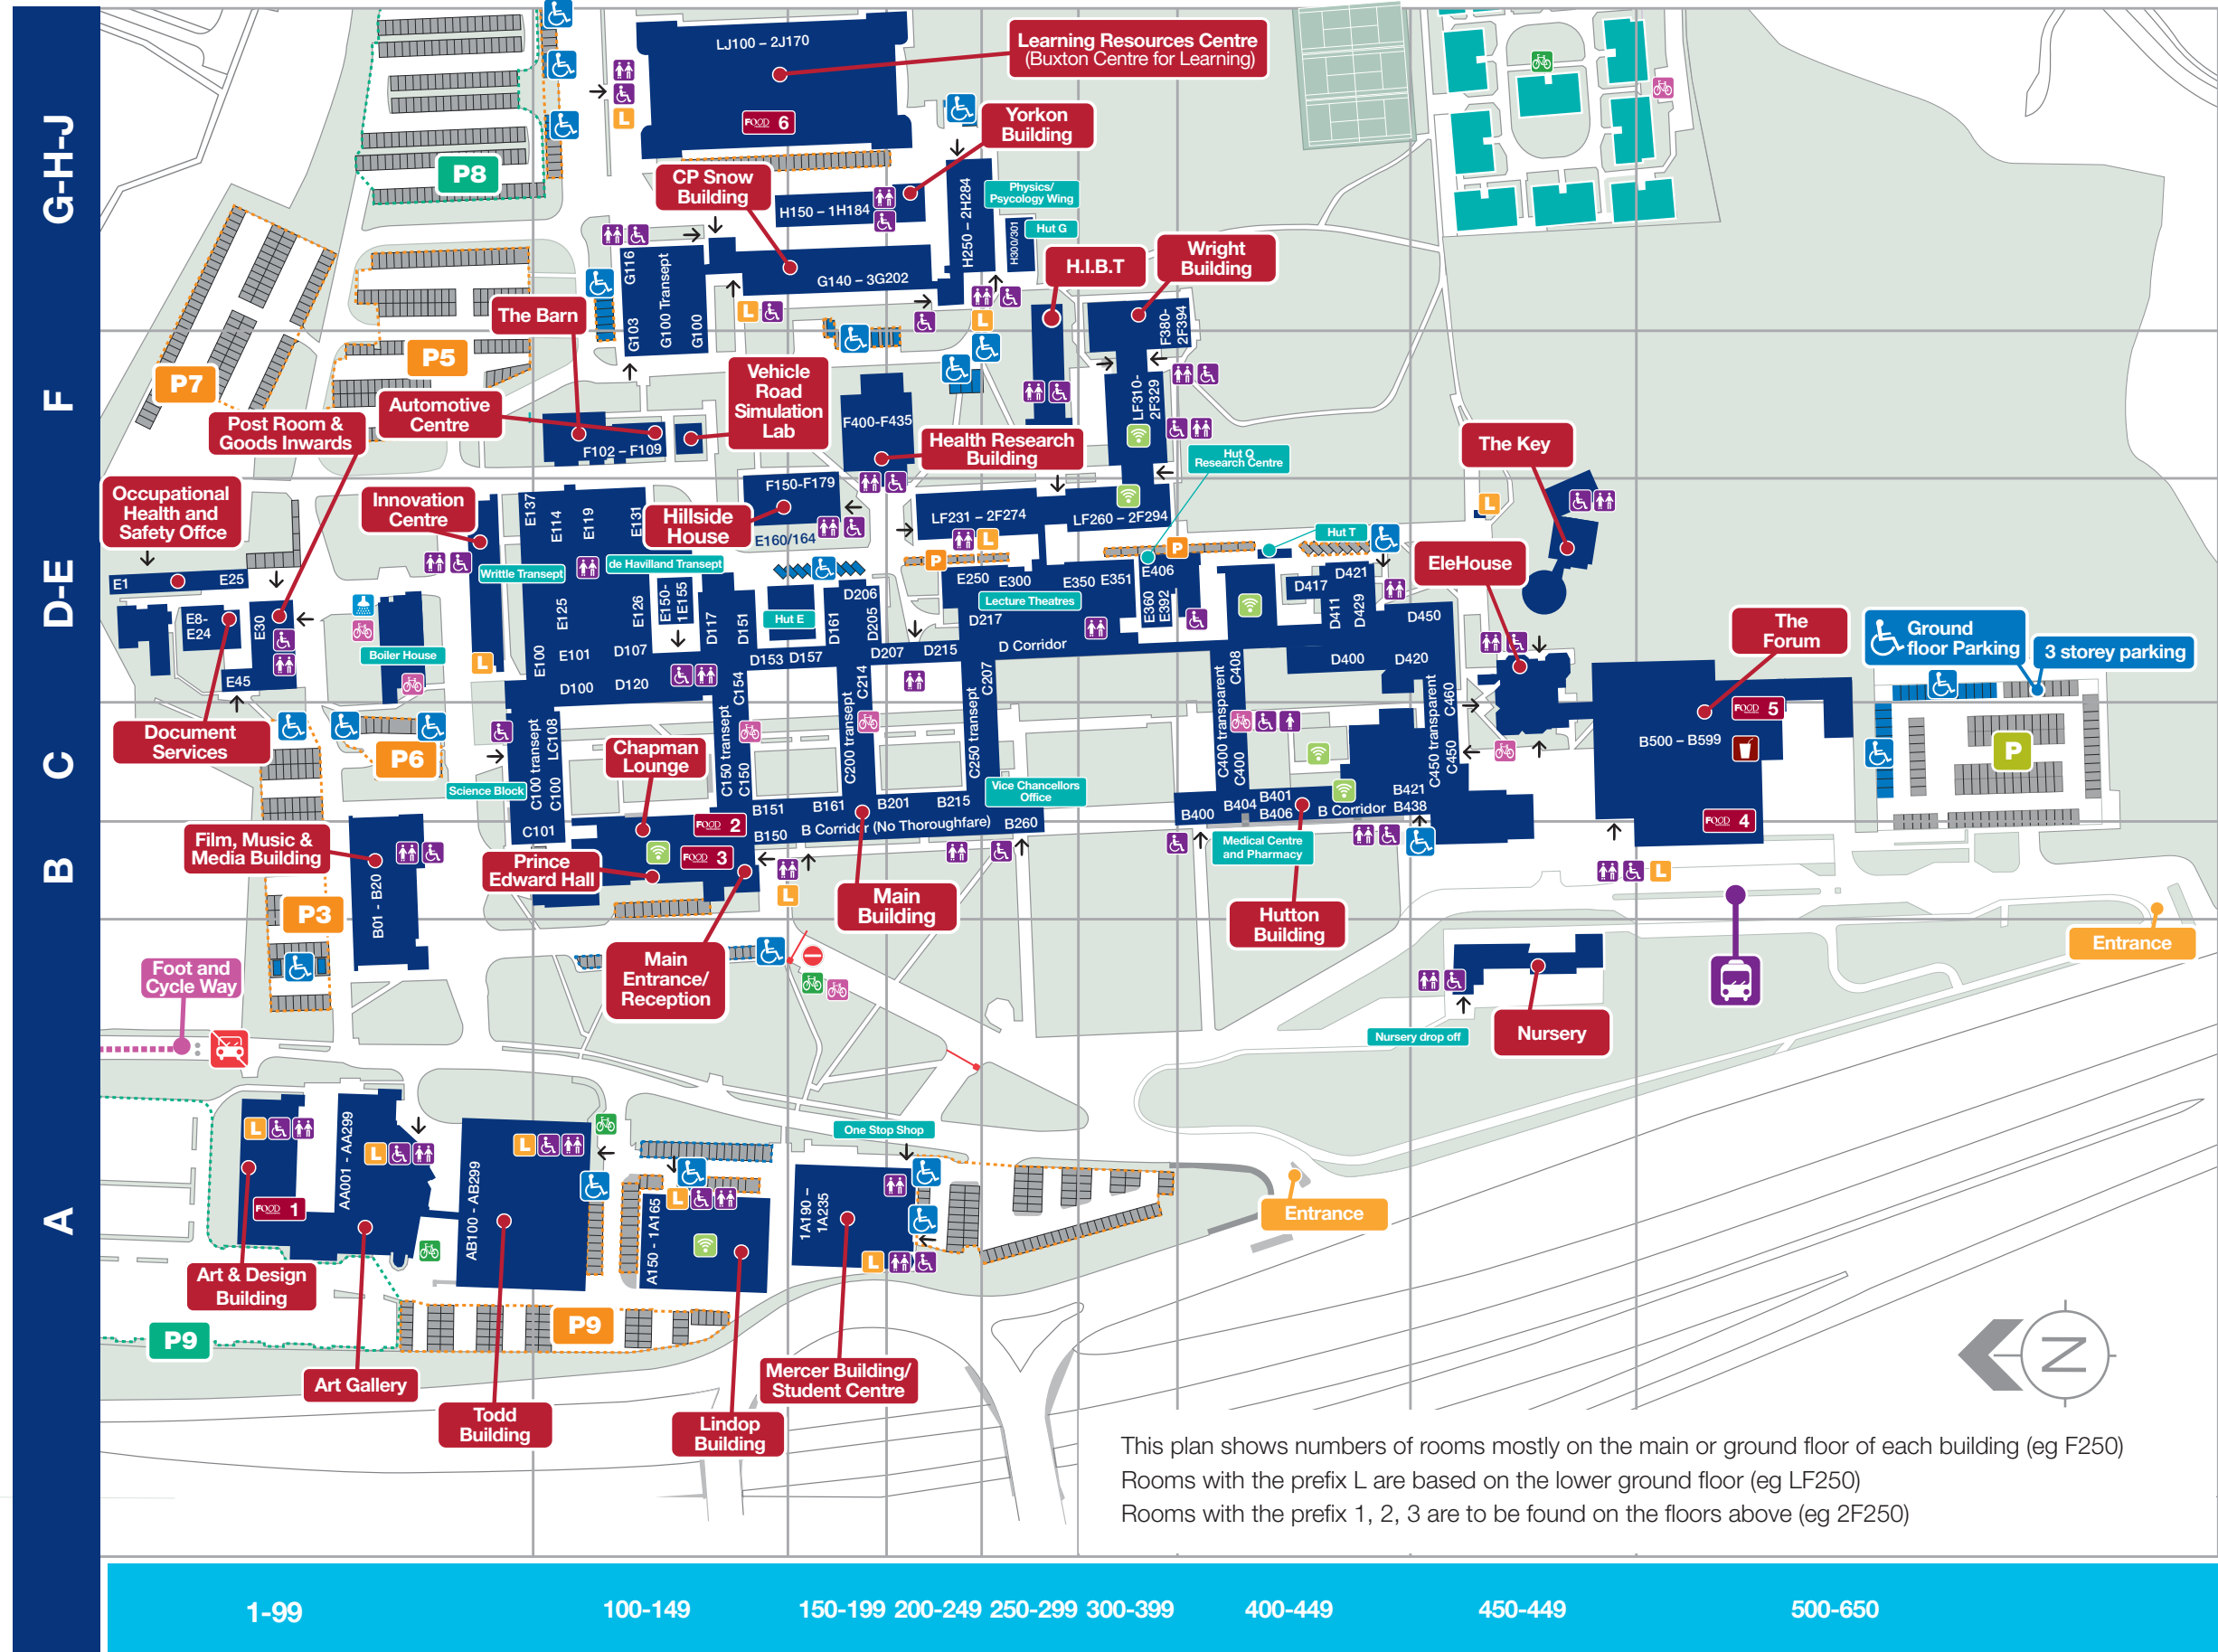 G-H-J
F
D-E
C
B
A
LJ100 – 2J170
Learning Resources Centre
(Buxton Centre for Learning)
FOOD 6
L
Yorkon
Building
CP Snow
Building
P8
H150 – 1H184
H250 – 2H284
Physics/
Psycology Wing
Hut G
H300/301
G116
G103
G100 Transept
G100
G140 – 3G202
L
L
H.I.B.T
Wright
Building
F380-
2F394
LF310-
2F329
The Barn
P5
P7
Automotive
Centre
Post Room &
Goods Inwards
Vehicle
Road
Simulation
Lab
F102 – F109
F400-F435
Health Research
Building
Hut Q
Research Centre
The Key
L
Occupational
Health and
Safety Offce
Innovation
Centre
E137
E114
E119
E131
Hillside
House
F150-F179
E160/164
LF231 – 2F274
LF260 – 2F294
L
P
P
Hut T
EleHouse
E1
E25
E8-
E24
E30
E45
Writtle Transept
de Havilland Transept
E125
E126
E150-
1E155
D117
D151
Hut E
D161
D206
D205
E250
E300
E350
E351
E406
E360
E392
Lecture Theatres
D217
D417
D421
D411
D429
D450
Boiler House
L
E100
E101
D107
D100
D120
D153
D157
D207
D215
D Corridor
D400
D420
The
Forum
Ground
floor Parking
3 storey parking
Document
Services
P6
C100 transept
C100
LC108
C101
Science Block
Chapman
Lounge
C154
C150 transept
C150
C214
C200 transept
C207
C250 transept
Vice Chancellors
Office
C408
C400 transparent
C400
C460
C450 transparent
C450
FOOD 5
B500 – B599
FOOD 4
P
B151
B161
B201
B215
B150
B Corridor (No Thoroughfare)
B260
B400
B404
B401
B406
B Corridor
B421
B438
FOOD 2
FOOD 3
Film, Music &
Media Building
Prince
Edward Hall
Medical Centre
and Pharmacy
L
L
P3
B01 - B20
Main
Building
Hutton
Building
Entrance
Foot and
Cycle Way
Main
Entrance/
Reception
Nursery drop off
Nursery
L
AA001 - AA299
L
L
AB100 - AB299
One Stop Shop
L
A150 - 1A165
1A190 –
1A235
L
FOOD 1
Entrance
Art & Design
Building
P9
P9
Art Gallery
Todd
Building
Lindop
Building
Mercer Building/
Student Centre
N
This plan shows numbers of rooms mostly on the main or ground floor of each building (eg F250)
Rooms with the prefix L are based on the lower ground floor (eg LF250)
Rooms with the prefix 1, 2, 3 are to be found on the floors above (eg 2F250)
1-99
100-149
150-199
200-249
250-299
300-399
400-449
450-449
500-650